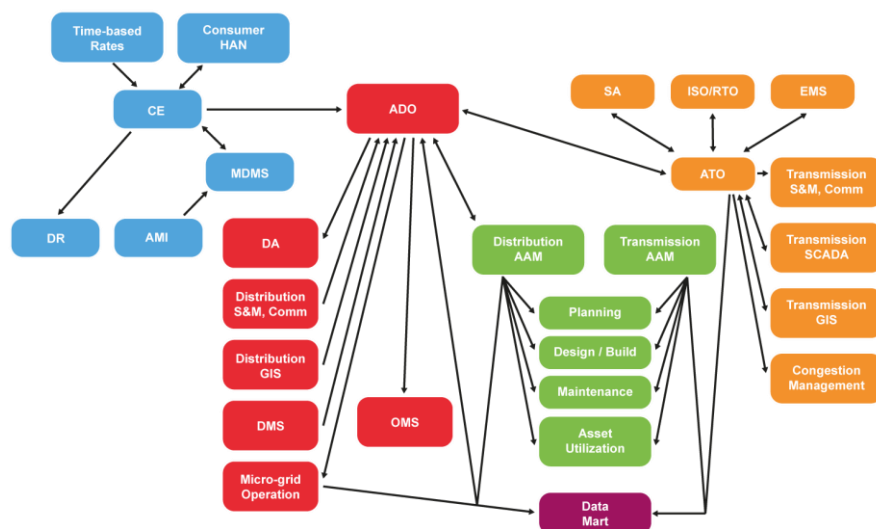 Time-based
Rates
Consumer
HAN
CE
MDMS
DR
AMI
ADO
SA
ISO/RTO
EMS
ATO
Transmission
S&M, Comm
Transmission
SCADA
Transmission
GIS
Congestion
Management
DA
Distribution
S&M, Comm
Distribution
GIS
DMS
Micro-grid
Operation
OMS
Distribution
AAM
Transmission
AAM
Planning
Design / Build
Maintenance
Asset
Utilization
Data
Mart